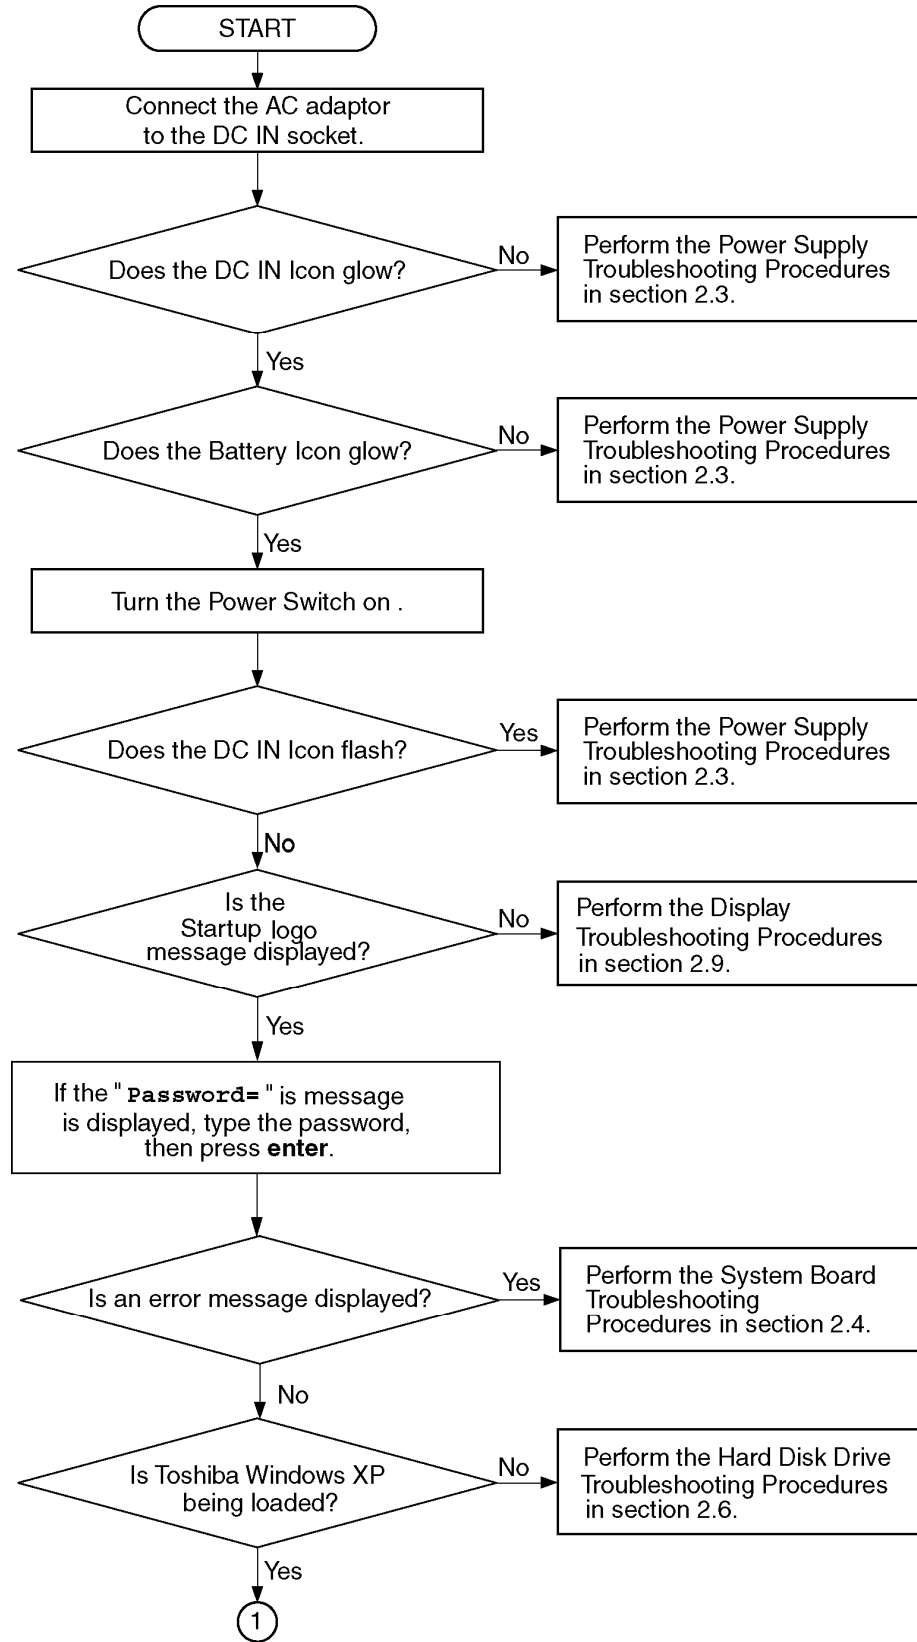 START
Connect the AC adaptor
to the DC IN socket.
Does the DC IN Icon glow?
No
Perform the Power Supply
Troubleshooting Procedures
in section 2.3.
Yes
Does the Battery Icon glow?
No
Perform the Power Supply
Troubleshooting Procedures
in section 2.3.
Yes
Turn the Power Switch on .
Does the DC IN Icon flash?
Yes
Perform the Power Supply
Troubleshooting Procedures
in section 2.3.
No
Is the
Startup logo
message displayed?
No
Perform the Display
Troubleshooting Procedures
in section 2.9.
Yes
If the " Password= " is message
is displayed, type the password,
then press enter.
Is an error message displayed?
Yes
Perform the System Board
Troubleshooting
Procedures in section 2.4.
No
Is Toshiba Windows XP
being loaded?
No
Perform the Hard Disk Drive
Troubleshooting Procedures
in section 2.6.
Yes
1